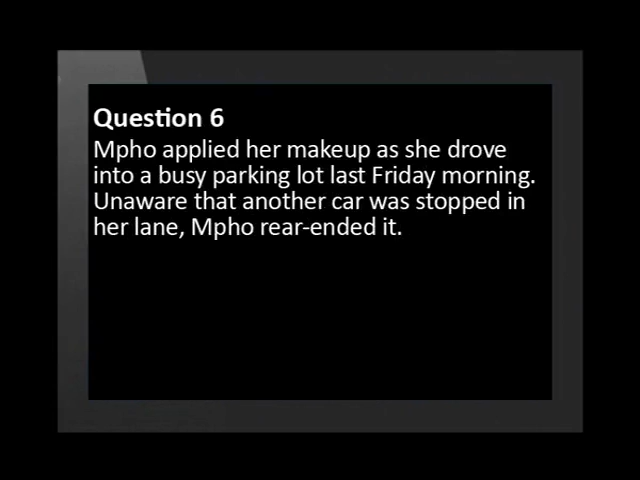 Question 6
Mpho applied her makeup as she drove
into a busy parking lot last Friday morning.
Unaware that another car was stopped in
her lane, Mpho rear-ended it.